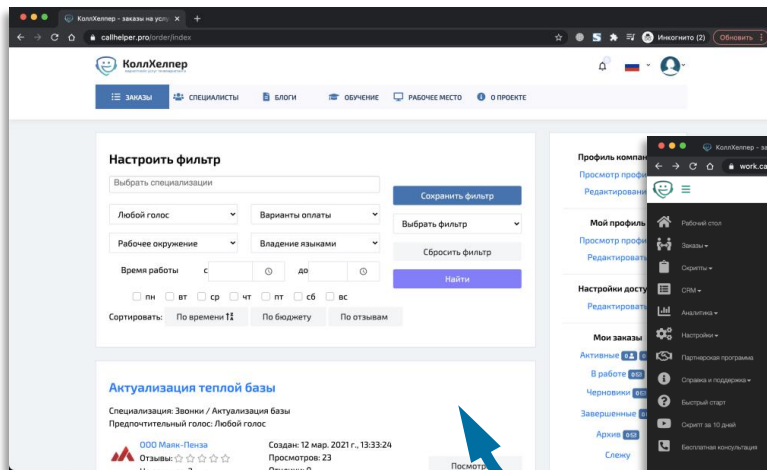 КоллХелпер - заказы на услу
callhelper.pro/order/index
Инкогнито (2)
Обновить
КоллХелпер
ЗАКАЗЫ
СПЕЦИАЛИСТЫ
БЛОГИ
ОБУЧЕНИЕ
РАБОЧЕЕ МЕСТО
О ПРОЕКТЕ
Настроить фильтр
Выбрать специализации
Сохранить фильтр
Любой голос
Варианты оплаты
Выбрать фильтр
Рабочее окружение
Владение языками
Сбросить фильтр
Время работы с до
Найти
пн вт ср чт пт сб вс
Сортировать: По времени По бюджету По отзывам
Актуализация теплой базы
Специализация: Звонки / Актуализация базы
Предпочтительный голос: Любой голос
ООО Маяк-Пенза
Отзывы:
Создан: 12 мар. 2021 г., 13:33:24
Просмотров: 23
Посмотр
Профиль компан
Просмотр профи
Редактировани
Мой профиль
Просмотр профи
Редактировать
Настройки досту
Редактировать
Мои заказы
Активные
В работе
Черновики
Завершенные
Архив
Слежу
КоллХелпер - за
work.ca
Рабочий стол
Заказы
Скрипты
CRM
Аналитика
Настройки
Партнерская программа
Справка и поддержка
Быстрый старт
Скрипт за 10 дней
Бесплатная консультация